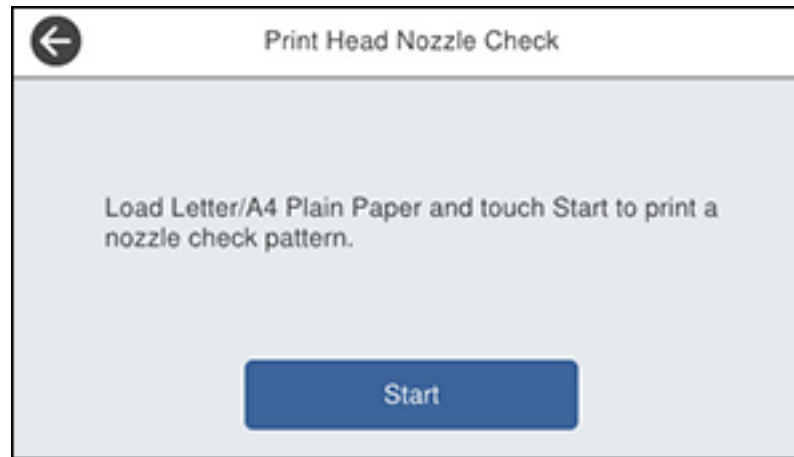 Print Head Nozzle Check
Load Letter/A4 Plain Paper and touch Start to print a
nozzle check pattern.
Start